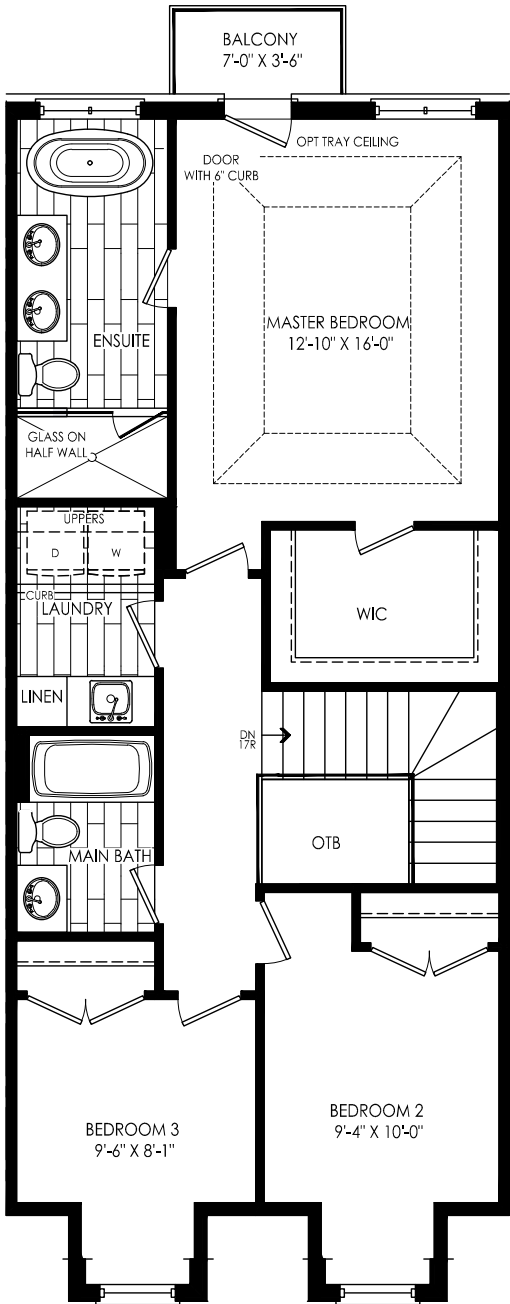 BALCONY
7'-0" X 3'-6"
OPT TRAY CEILING
DOOR
WITH 6" CURB
MASTER BEDROOM
12'-10" X 16'-0"
ENSUITE
GLASS ON
HALF WALL
UPPERS
D
W
CURB
LAUNDRY
WIC
LINEN
DN
17R
OTB
MAIN BATH
BEDROOM 2
9'-4" X 10'-0"
BEDROOM 3
9'-6" X 8'-1"